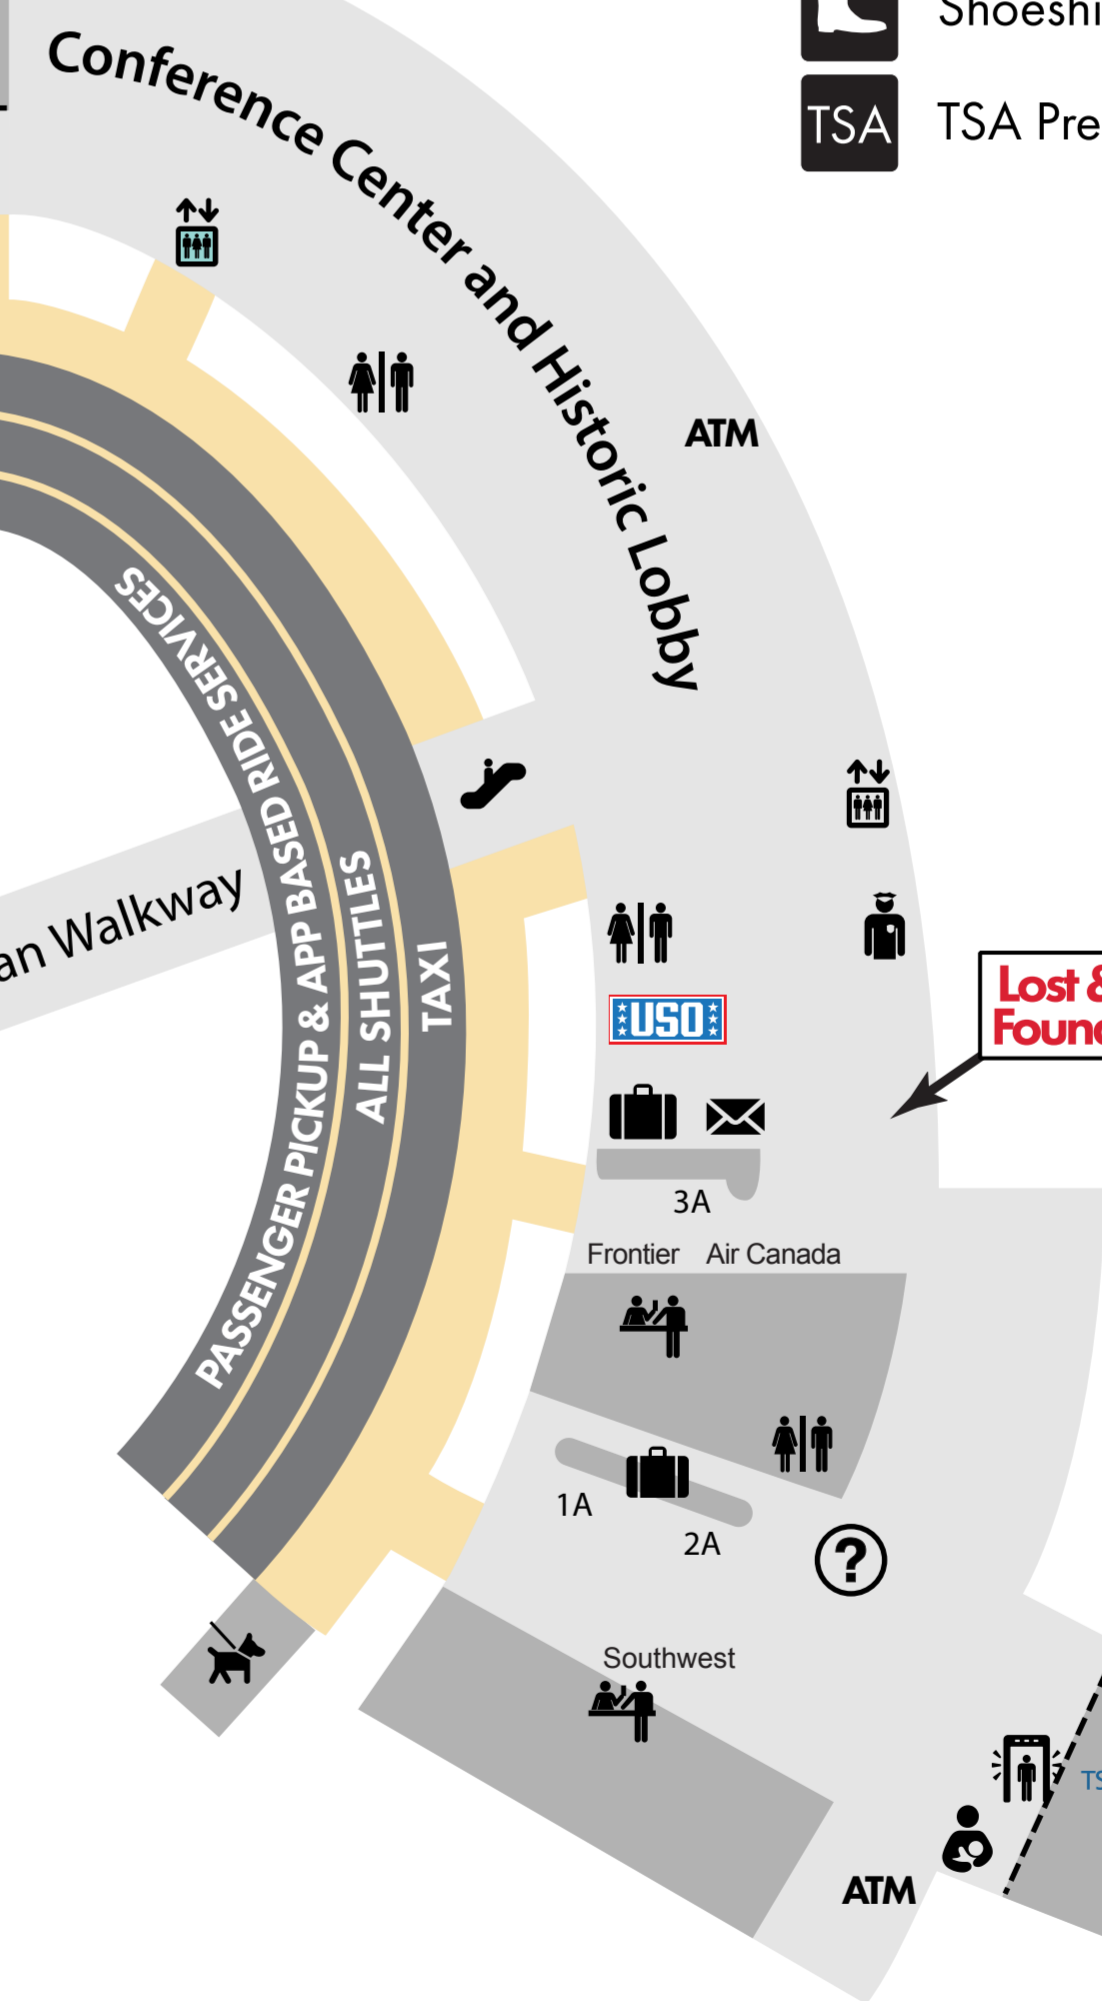 Shoeshi
TSA
TSA Pre
Conference Center and Historic Lobby
ATM
PASSENGER PICKUP & APP BASED RIDE SERVICES
ALL SHUTTLES
TAXI
an Walkway
USO
Lost &
Foun
3A
Frontier
Air Canada
1A
2A
?
Southwest
TS
ATM